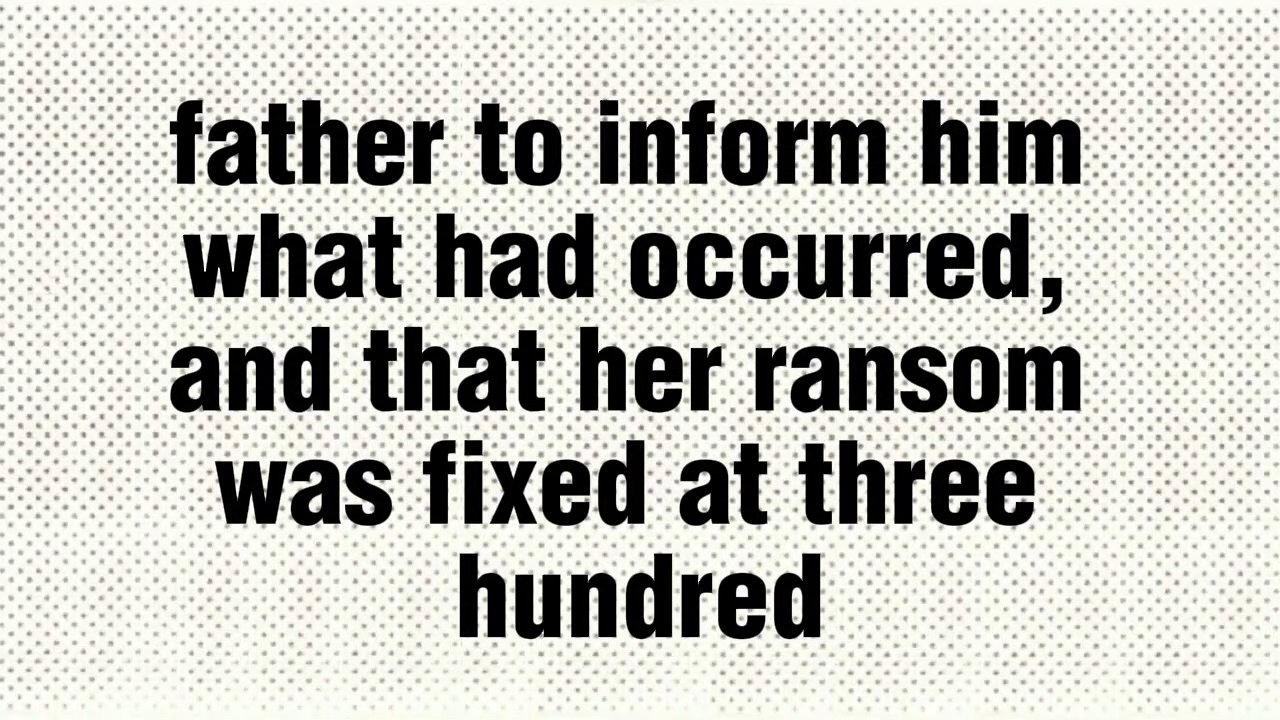 father to inform him
what had occurred,
and that her ransom
was fixed at three
hundred